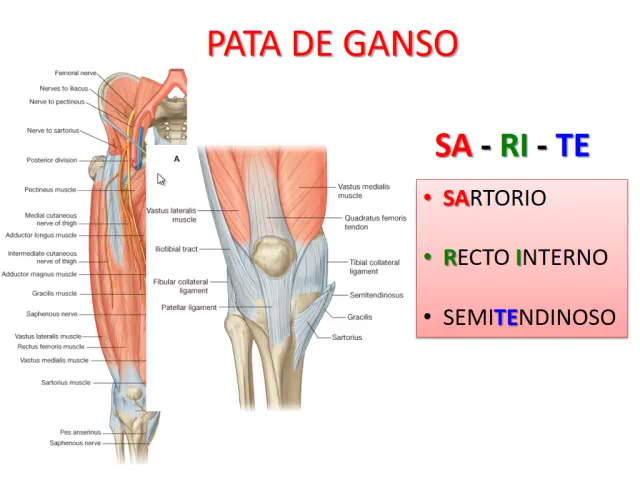 PATA DE GANSO
Femoral nerve
Nerves to iliacus
Nerve to pectineus
Nerve to sartorius
Posterior division
Pectineus muscle
Medial cutaneous
nerve of thigh
Adductor longus muscle
Intermediate cutaneous
nerve of thigh
Adductor magnus muscle
Gracilis muscle
Saphenous nerve
Vastus lateralis muscle
Rectus femoris muscle
Vastus medialis muscle
Sartorius muscle
Pes anserinus
Saphenous nerve
A
Vastus lateralis
muscle
Iliotibial tract
Fibular collateral
ligament
Patellar ligament
Vastus medialis
muscle
Quadratus femoris
tendon
Tibial collateral
ligament
Semitendinosus
Gracilis
Sartorius
SA - RI - TE
• SARTORIO
• RECTO INTERNO
• SEMITENDINOSO